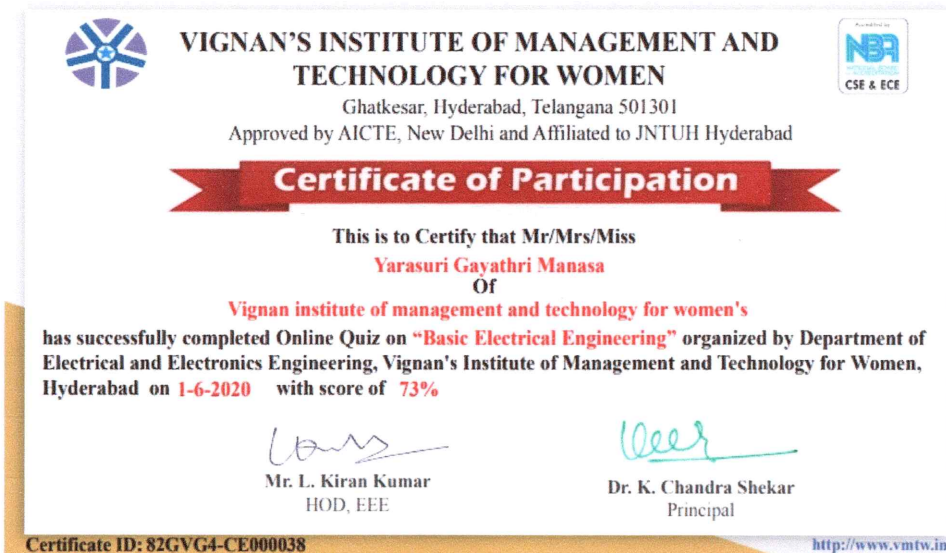 VIGNAN'S INSTITUTE OF MANAGEMENT AND
TECHNOLOGY FOR WOMEN
Ghatkesar, Hyderabad, Telangana 501301
Approved by AICTE, New Delhi and Affiliated to JNTUH Hyderabad
NBA
CSE & ECE
Certificate of Participation
This is to Certify that Mr/Mrs/Miss
Yarasuri Gayathri Manasa
Of
Vignan institute of management and technology for women's
has successfully completed Online Quiz on “Basic Electrical Engineering” organized by Department of
Electrical and Electronics Engineering, Vignan's Institute of Management and Technology for Women,
Hyderabad on 1-6-2020 with score of 73%
Mr. L. Kiran Kumar
HOD, EEE
Dr. K. Chandra Shekar
Principal
Certificate ID: 82GVG4-CE000038
http://www.vmtw.in